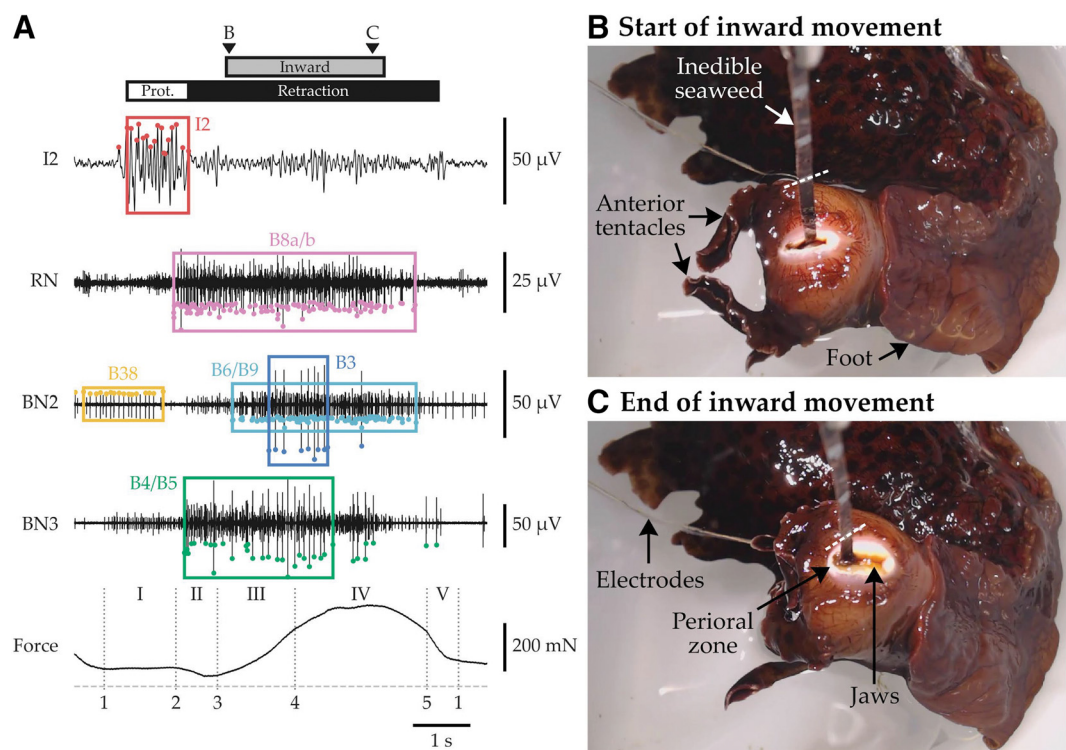 A
B
C
Inward
Prot.
Retraction
I2
I2
50 µV
B8a/b
RN
25 µV
B38
B6/B9
B3
BN2
50 µV
B4/B5
BN3
50 µV
I
II
III
IV
V
Force
200 mN
1
2
3
4
5
1
1 s
B Start of inward movement
Inedible
seaweed
Anterior
tentacles
Foot
C End of inward movement
Electrodes
Perioral
zone
Jaws